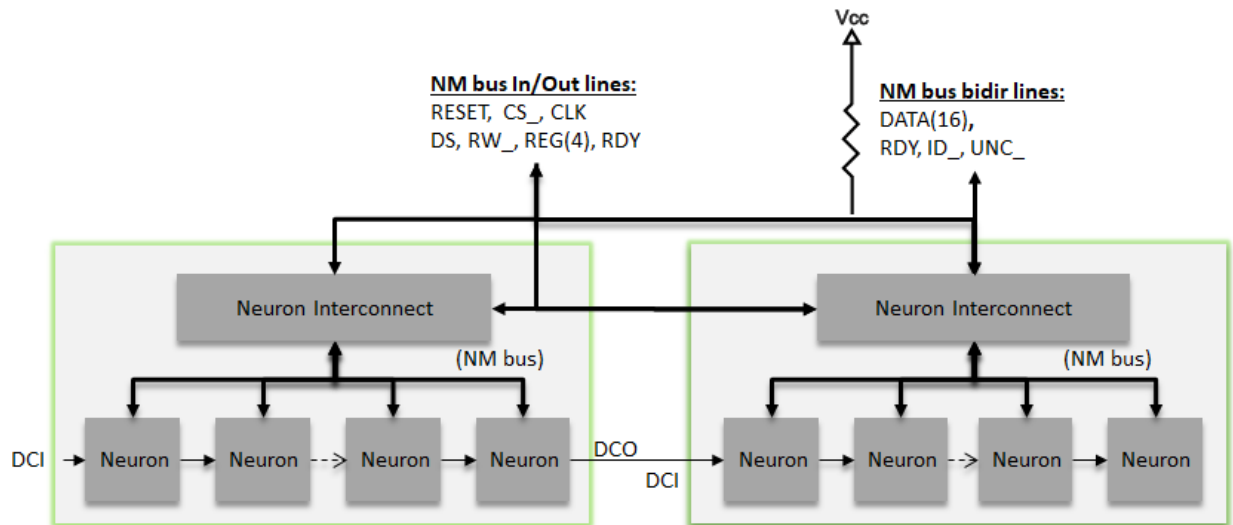 Vcc
NM bus In/Out lines:
RESET, CS_, CLK
DS, RW_, REG(4), RDY
NM bus bidir lines:
DATA(16),
RDY, ID_, UNC_
Neuron Interconnect
Neuron Interconnect
(NM bus)
(NM bus)
DCI
Neuron
Neuron
Neuron
Neuron
DCO
DCI
Neuron
Neuron
Neuron
Neuron